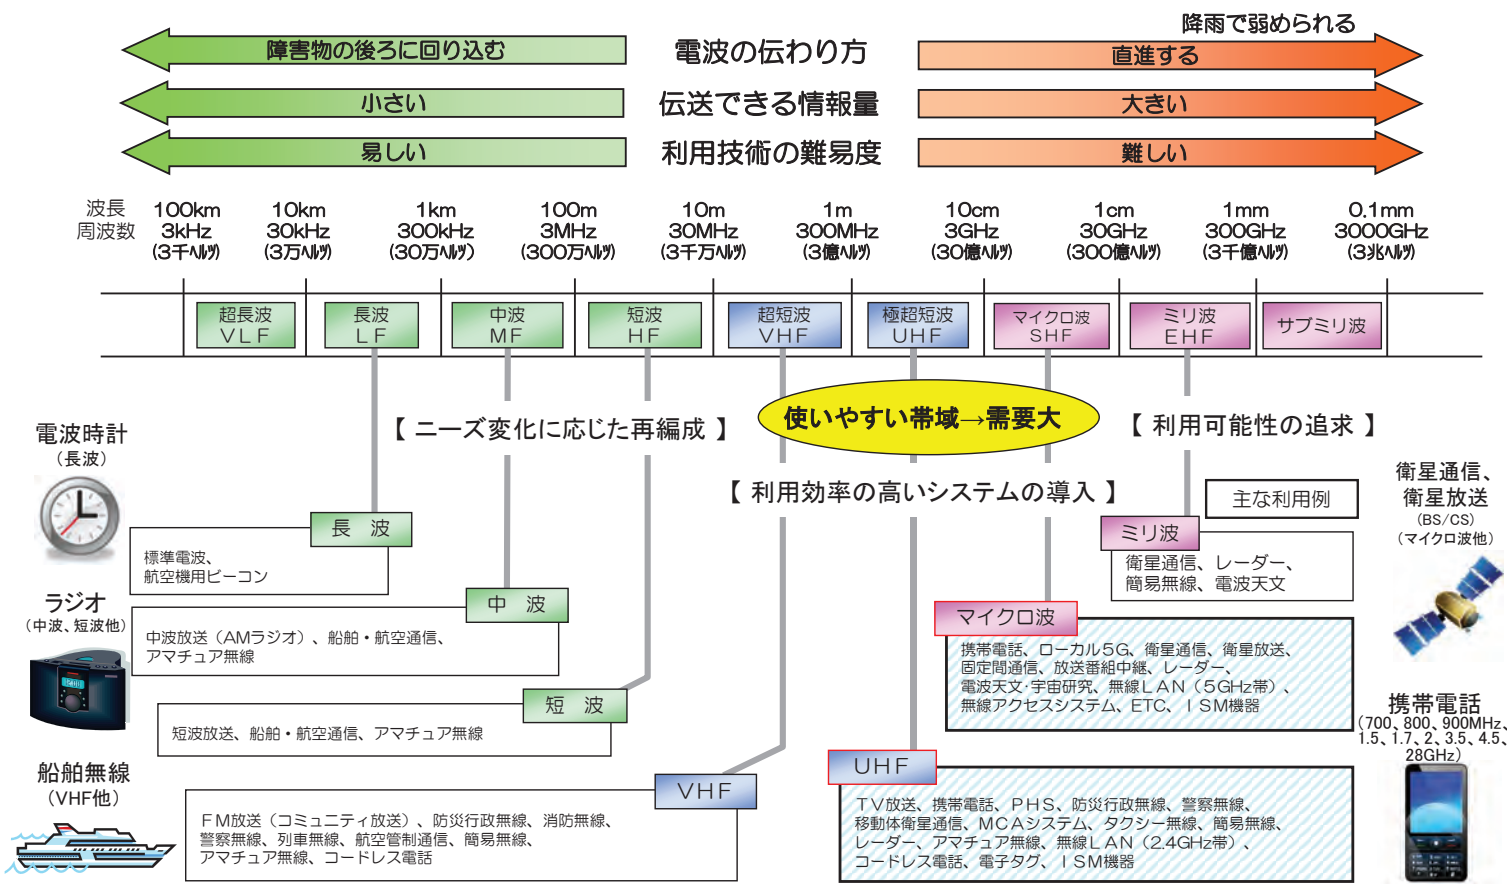 降雨で弱められる
障害物の後ろに回り込む
電波の伝わり方
直進する
小さい
伝送できる情報量
大きい
易しい
利用技術の難易度
難しい
波長 100km 10km 1km 100m 10m 1m 10cm 1cm 1mm 0.1mm
周波数 3kHz 30kHz 300kHz 3MHz 30MHz 300MHz 3GHz 30GHz 300GHz 3000GHz
(3千ヘルツ) (3万ヘルツ) (30万ヘルツ) (300万ヘルツ) (3千万ヘルツ) (3億ヘルツ) (30億ヘルツ) (300億ヘルツ) (3千億ヘルツ) (3兆ヘルツ)
超長波
VLF
長波
LF
中波
MF
短波
HF
超短波
VHF
極超短波
UHF
マイクロ波
SHF
ミリ波
EHF
サブミリ波
使いやすい帯域→需要大
【 ニーズ変化に応じた再編成 】
【 利用可能性の追求 】
【 利用効率の高いシステムの導入 】
主な利用例
電波時計
(長波)
長 波
標準電波、
航空機用ビーコン
ラジオ
(中波、短波他)
中 波
中波放送(AMラジオ)、船舶・航空通信、
アマチュア無線
短 波
短波放送、船舶・航空通信、アマチュア無線
船舶無線
(VHF他)
VHF
FM放送(コミュニティ放送)、防災行政無線、消防無線、
警察無線、列車無線、航空管制通信、簡易無線、
アマチュア無線、コードレス電話
UHF
TV放送、携帯電話、PHS、防災行政無線、警察無線、
移動体衛星通信、MCAシステム、タクシー無線、簡易無線、
レーダー、アマチュア無線、無線LAN(2.4GHz帯)、
コードレス電話、電子タグ、ISM機器
マイクロ波
携帯電話、ローカル5G、衛星通信、衛星放送、
固定間通信、放送番組中継、レーダー、
電波天文・宇宙研究、無線LAN(5GHz帯)、
無線アクセスシステム、ETC、ISM機器
ミリ波
衛星通信、レーダー、
簡易無線、電波天文
衛星通信、
衛星放送
(BS/CS)
(マイクロ波他)
携帯電話
(700、800、900MHz、
1.5、1.7、2、3.5、4.5、
28GHz)